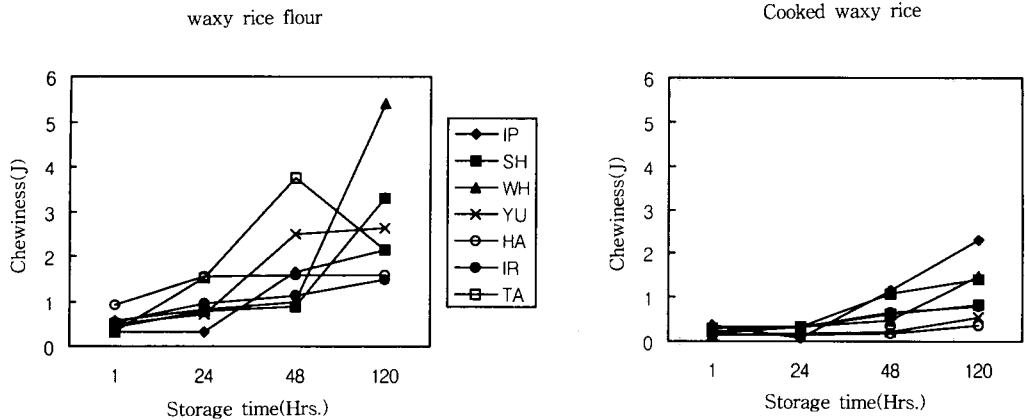 waxy rice flour
Chewiness(J)
6
5
4
3
2
1
0
1 24 48 120
Storage time(Hrs.)
IP
SH
WH
YU
HA
IR
TA
Cooked waxy rice
Chewiness(J)
6
5
4
3
2
1
0
1 24 48 120
Storage time(Hrs.)